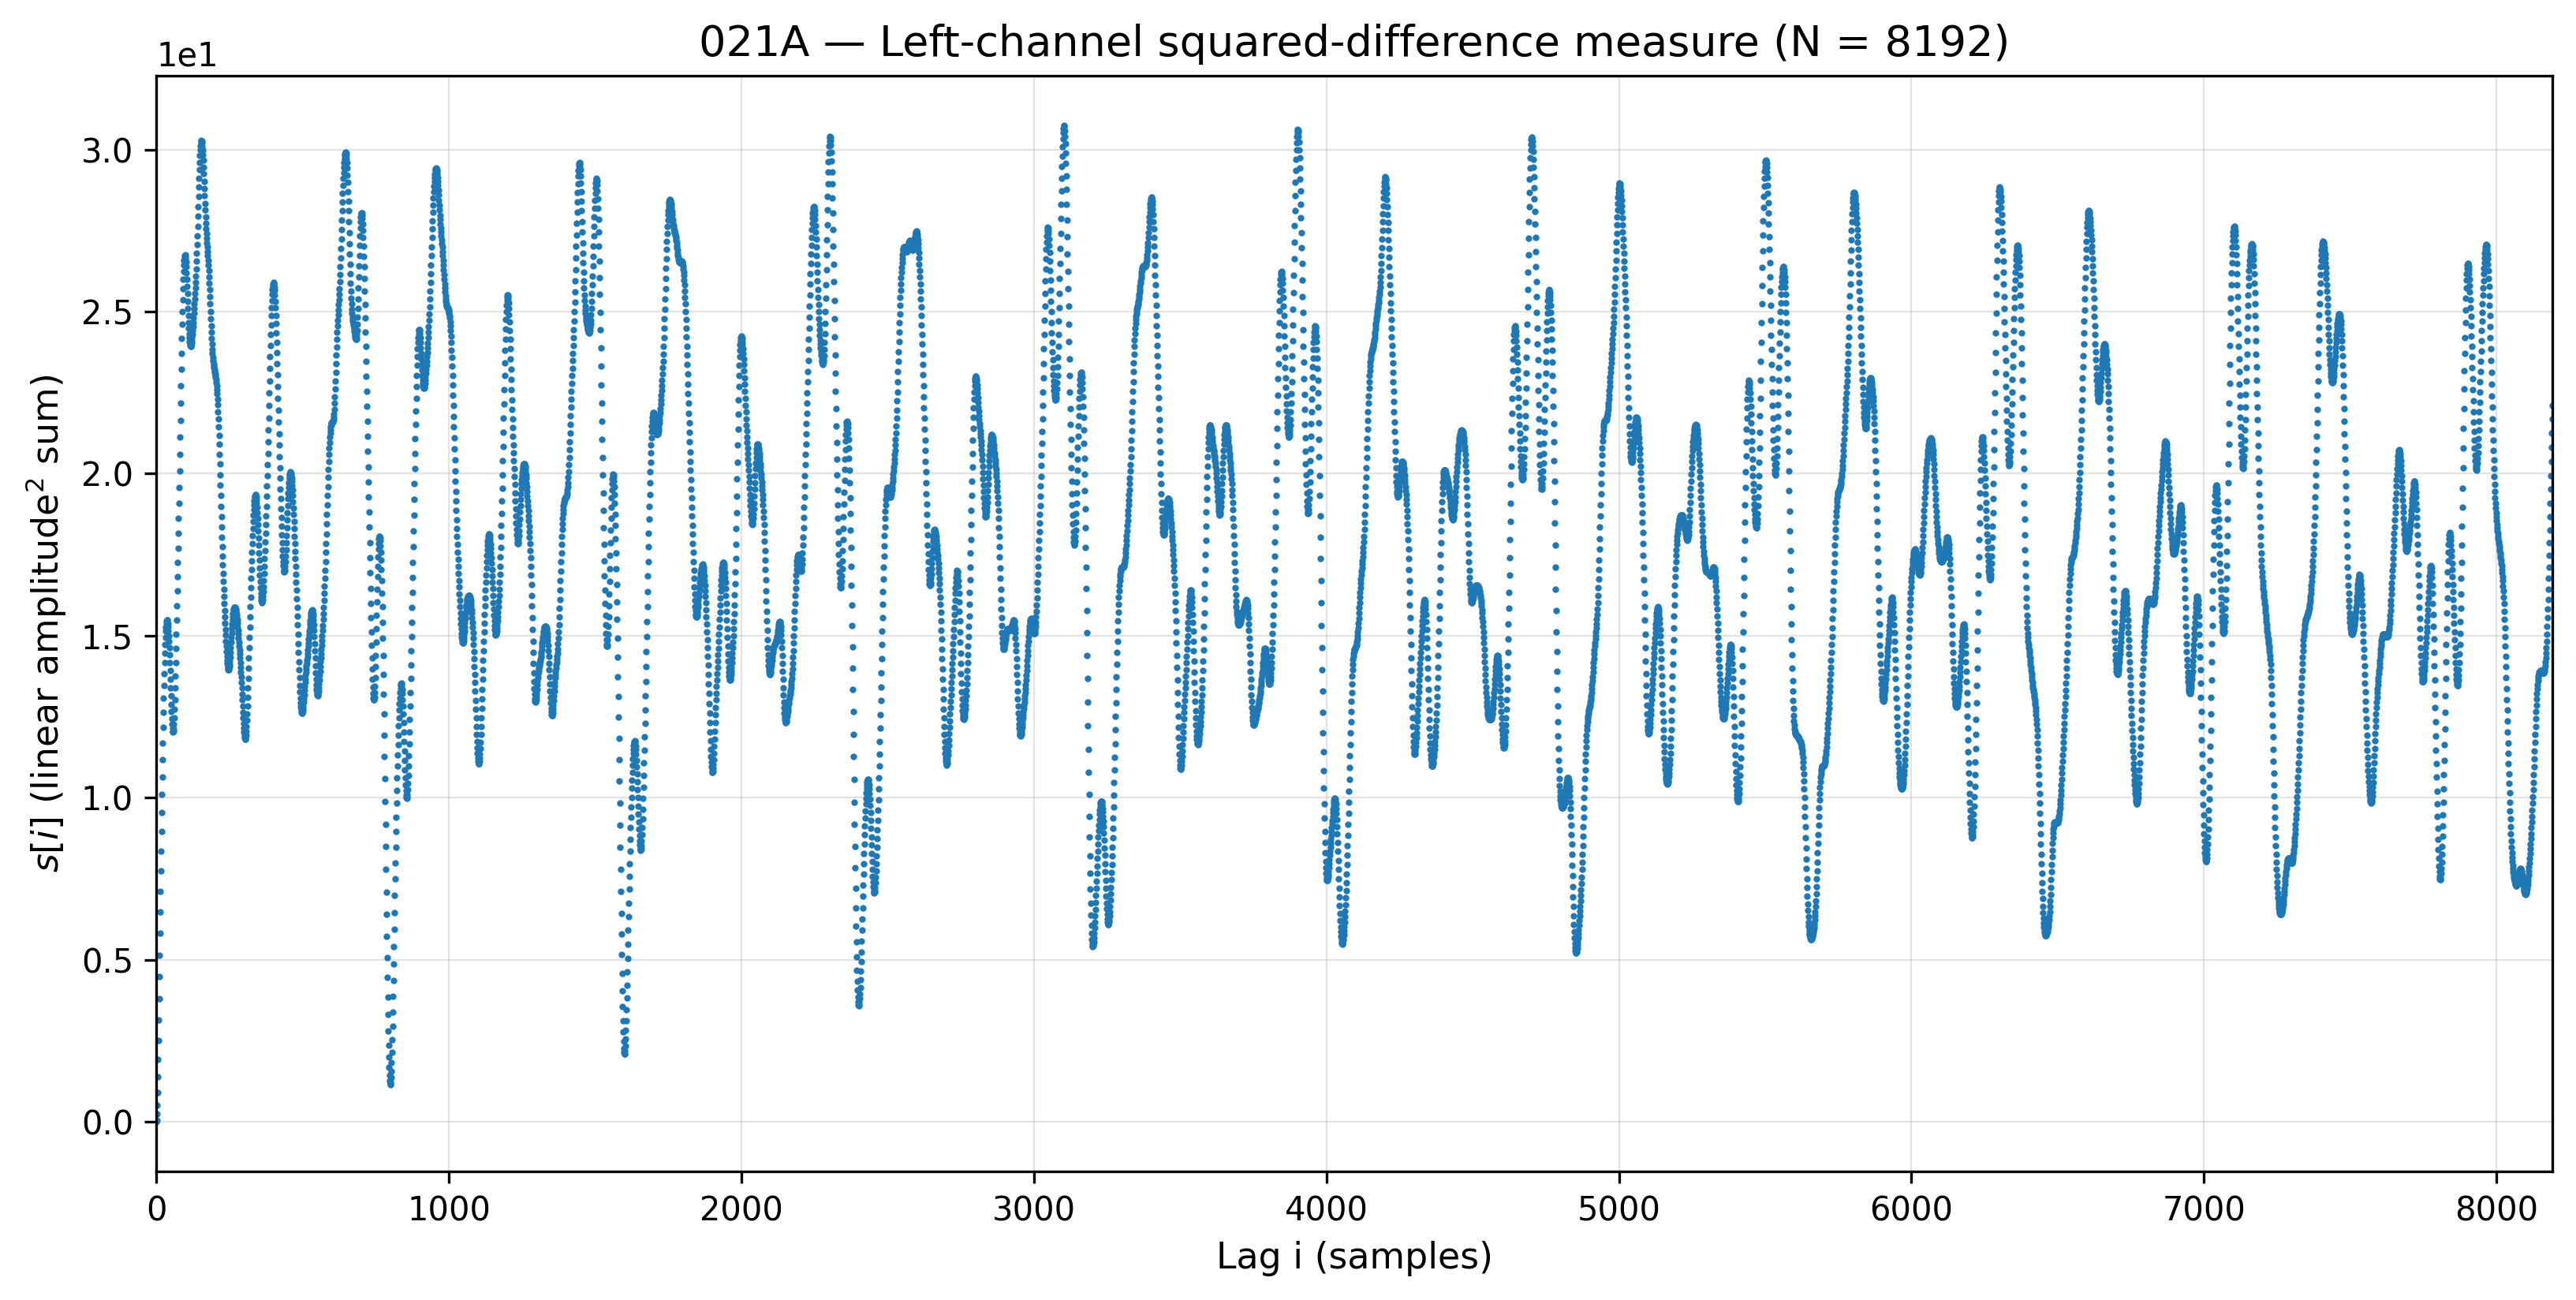 021A — Left-channel squared-difference measure (N = 8192)
1e1
3.0
2.5
2.0
1.5
1.0
0.5
0.0
s[i] (linear amplitude² sum)
0 1000 2000 3000 4000 5000 6000 7000 8000
Lag i (samples)